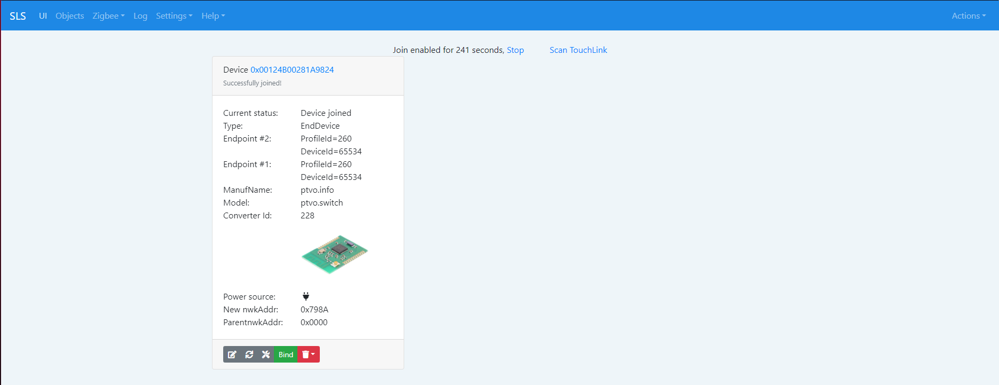 SLS UI Objects Zigbee Log Settings Help Actions
Join enabled for 241 seconds, Stop Scan TouchLink
Device 0x00124B00281A9824
Successfully joined!
Current status: Device joined
Type: EndDevice
Endpoint #2: ProfileId=260
DeviceId=65534
Endpoint #1: ProfileId=260
DeviceId=65534
ManufName: ptvo.info
Model: ptvo.switch
Converter Id: 228
Power source:
New nwkAddr: 0x798A
ParentnwkAddr: 0x0000
Bind